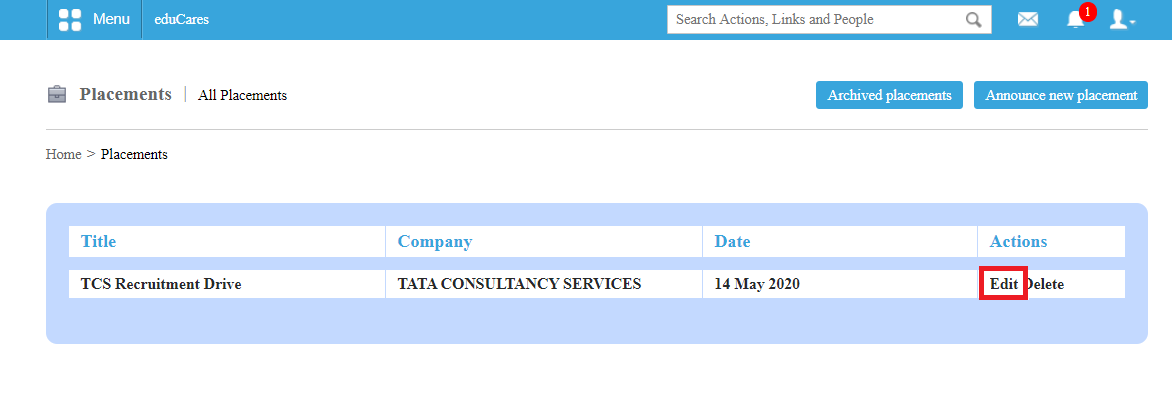 Menu eduCares Search Actions, Links and People 1
Placements | All Placements Archived placements Announce new placement
Home > Placements
Title Company Date Actions
TCS Recruitment Drive TATA CONSULTANCY SERVICES 14 May 2020 Edit Delete